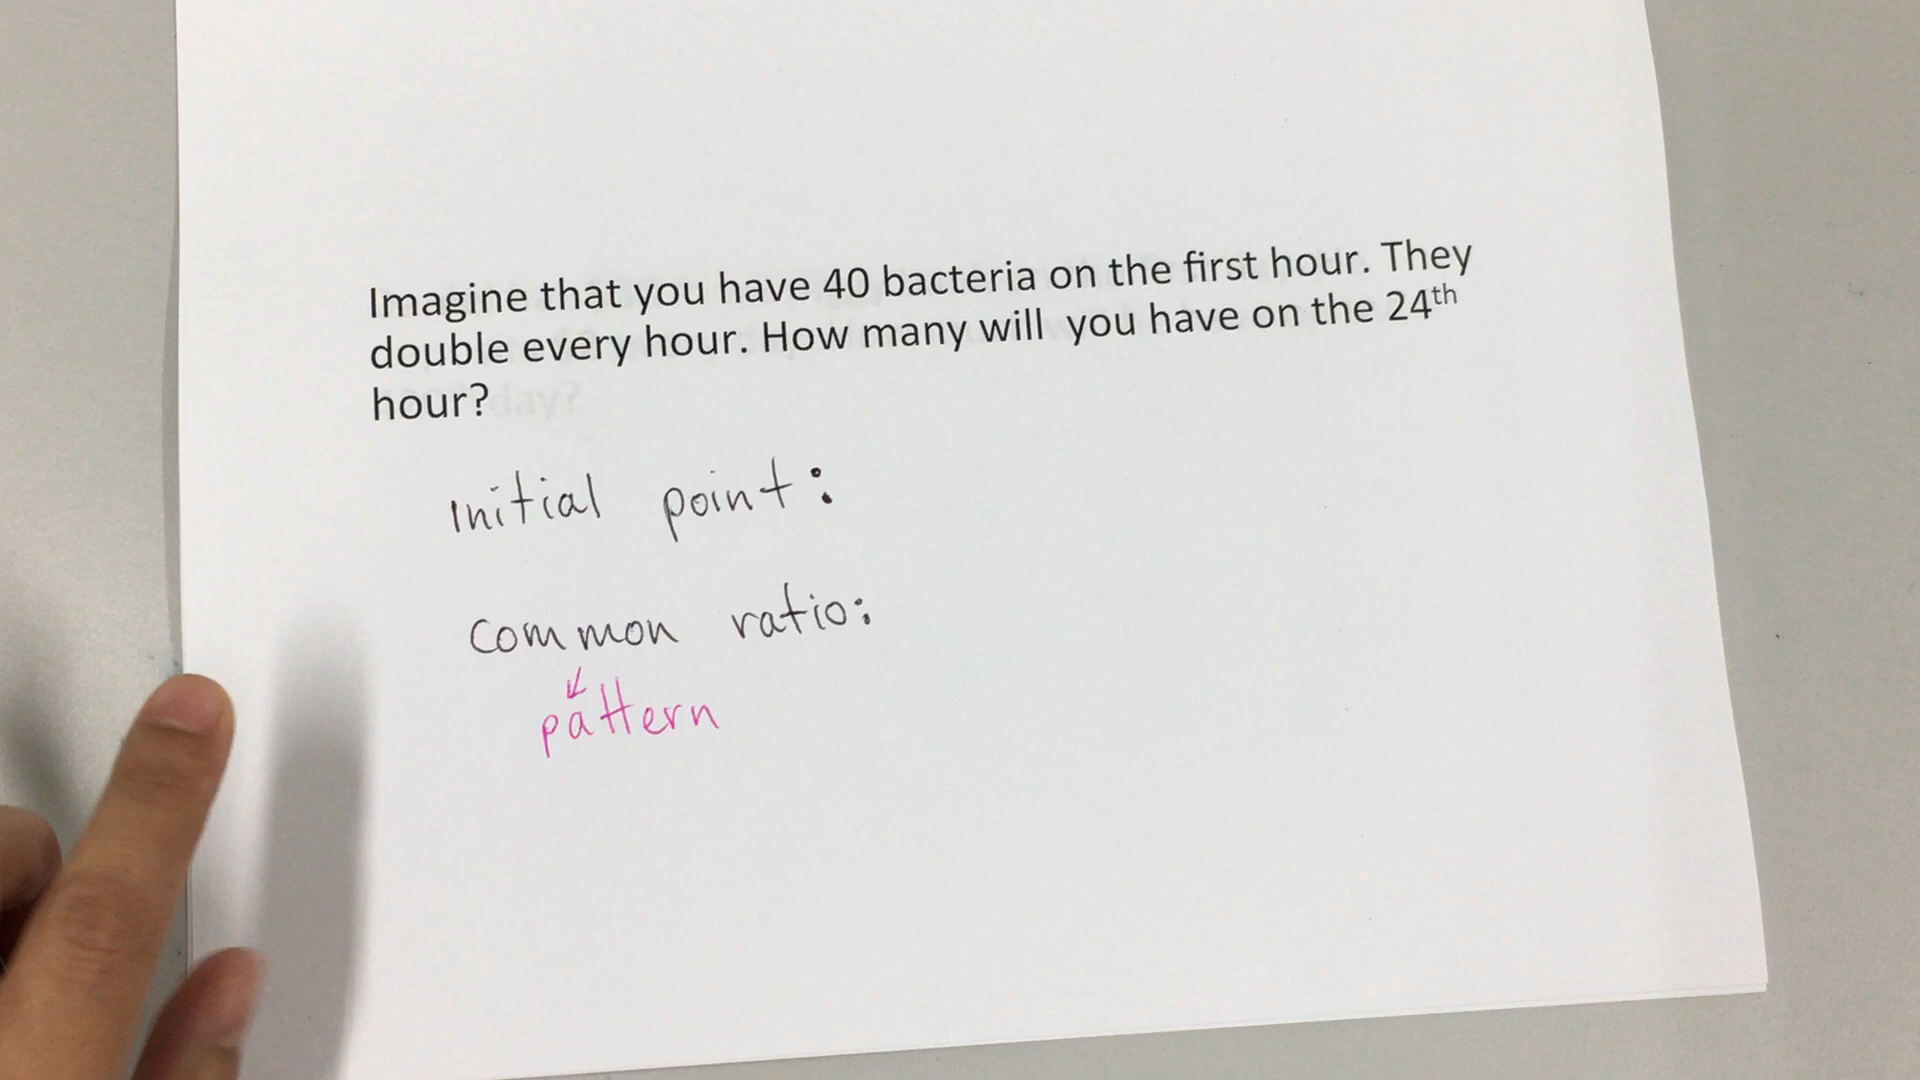 Imagine that you have 40 bacteria on the first hour. They
double every hour. How many will you have on the 24th
hour?
Initial point:
Common ratio:
pattern